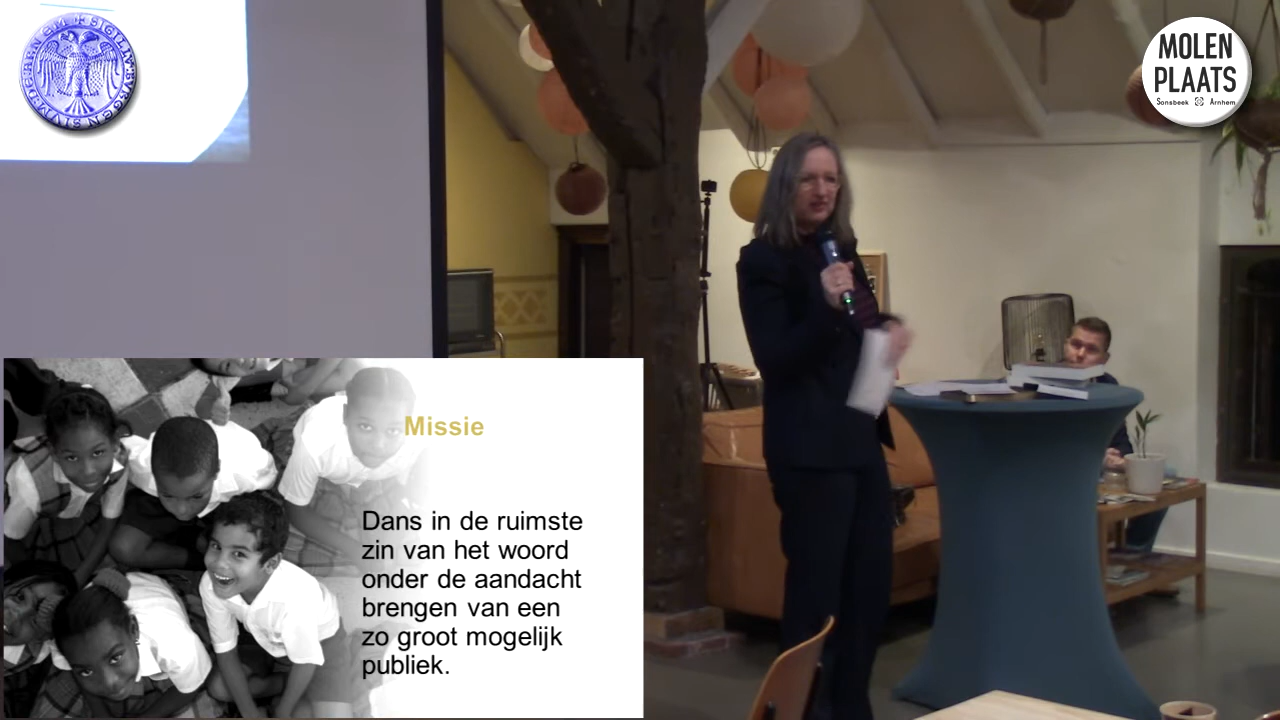 MOLEN
PLAATS
Sonsbeek Arnhem
Missie
Dans in de ruimste
zin van het woord
onder de aandacht
brengen van een
zo groot mogelijk
publiek.